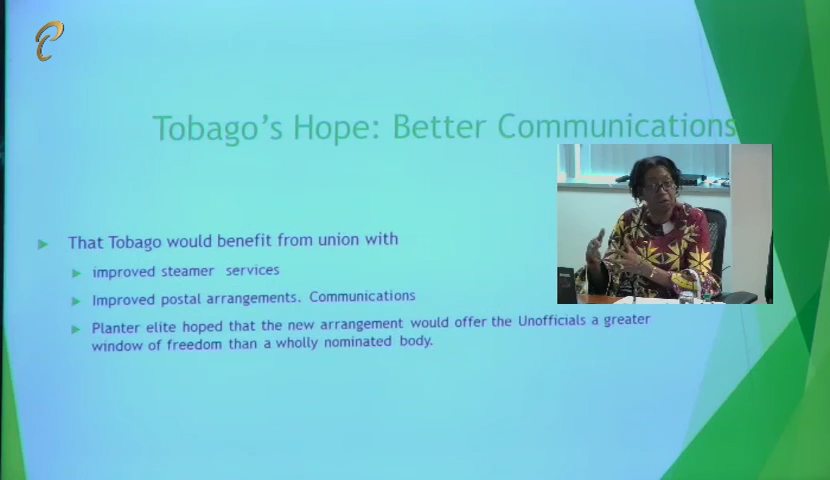 Tobago's Hope: Better Communications
That Tobago would benefit from union with
improved steamer services
Improved postal arrangements. Communications
Planter elite hoped that the new arrangement would offer the Unofficials a greater
window of freedom than a wholly nominated body.